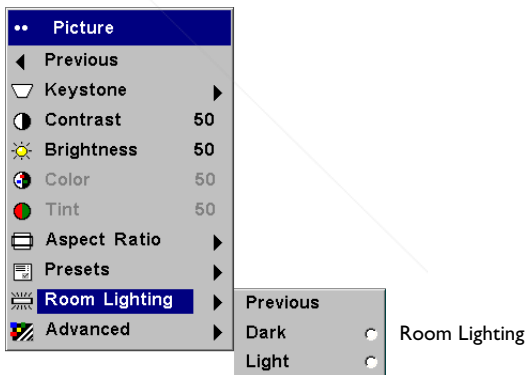 Picture
Previous
Keystone
Contrast 50
Brightness 50
Color 50
Tint 50
Aspect Ratio
Presets
Room Lighting
Advanced
Previous
Dark
Light
Room Lighting